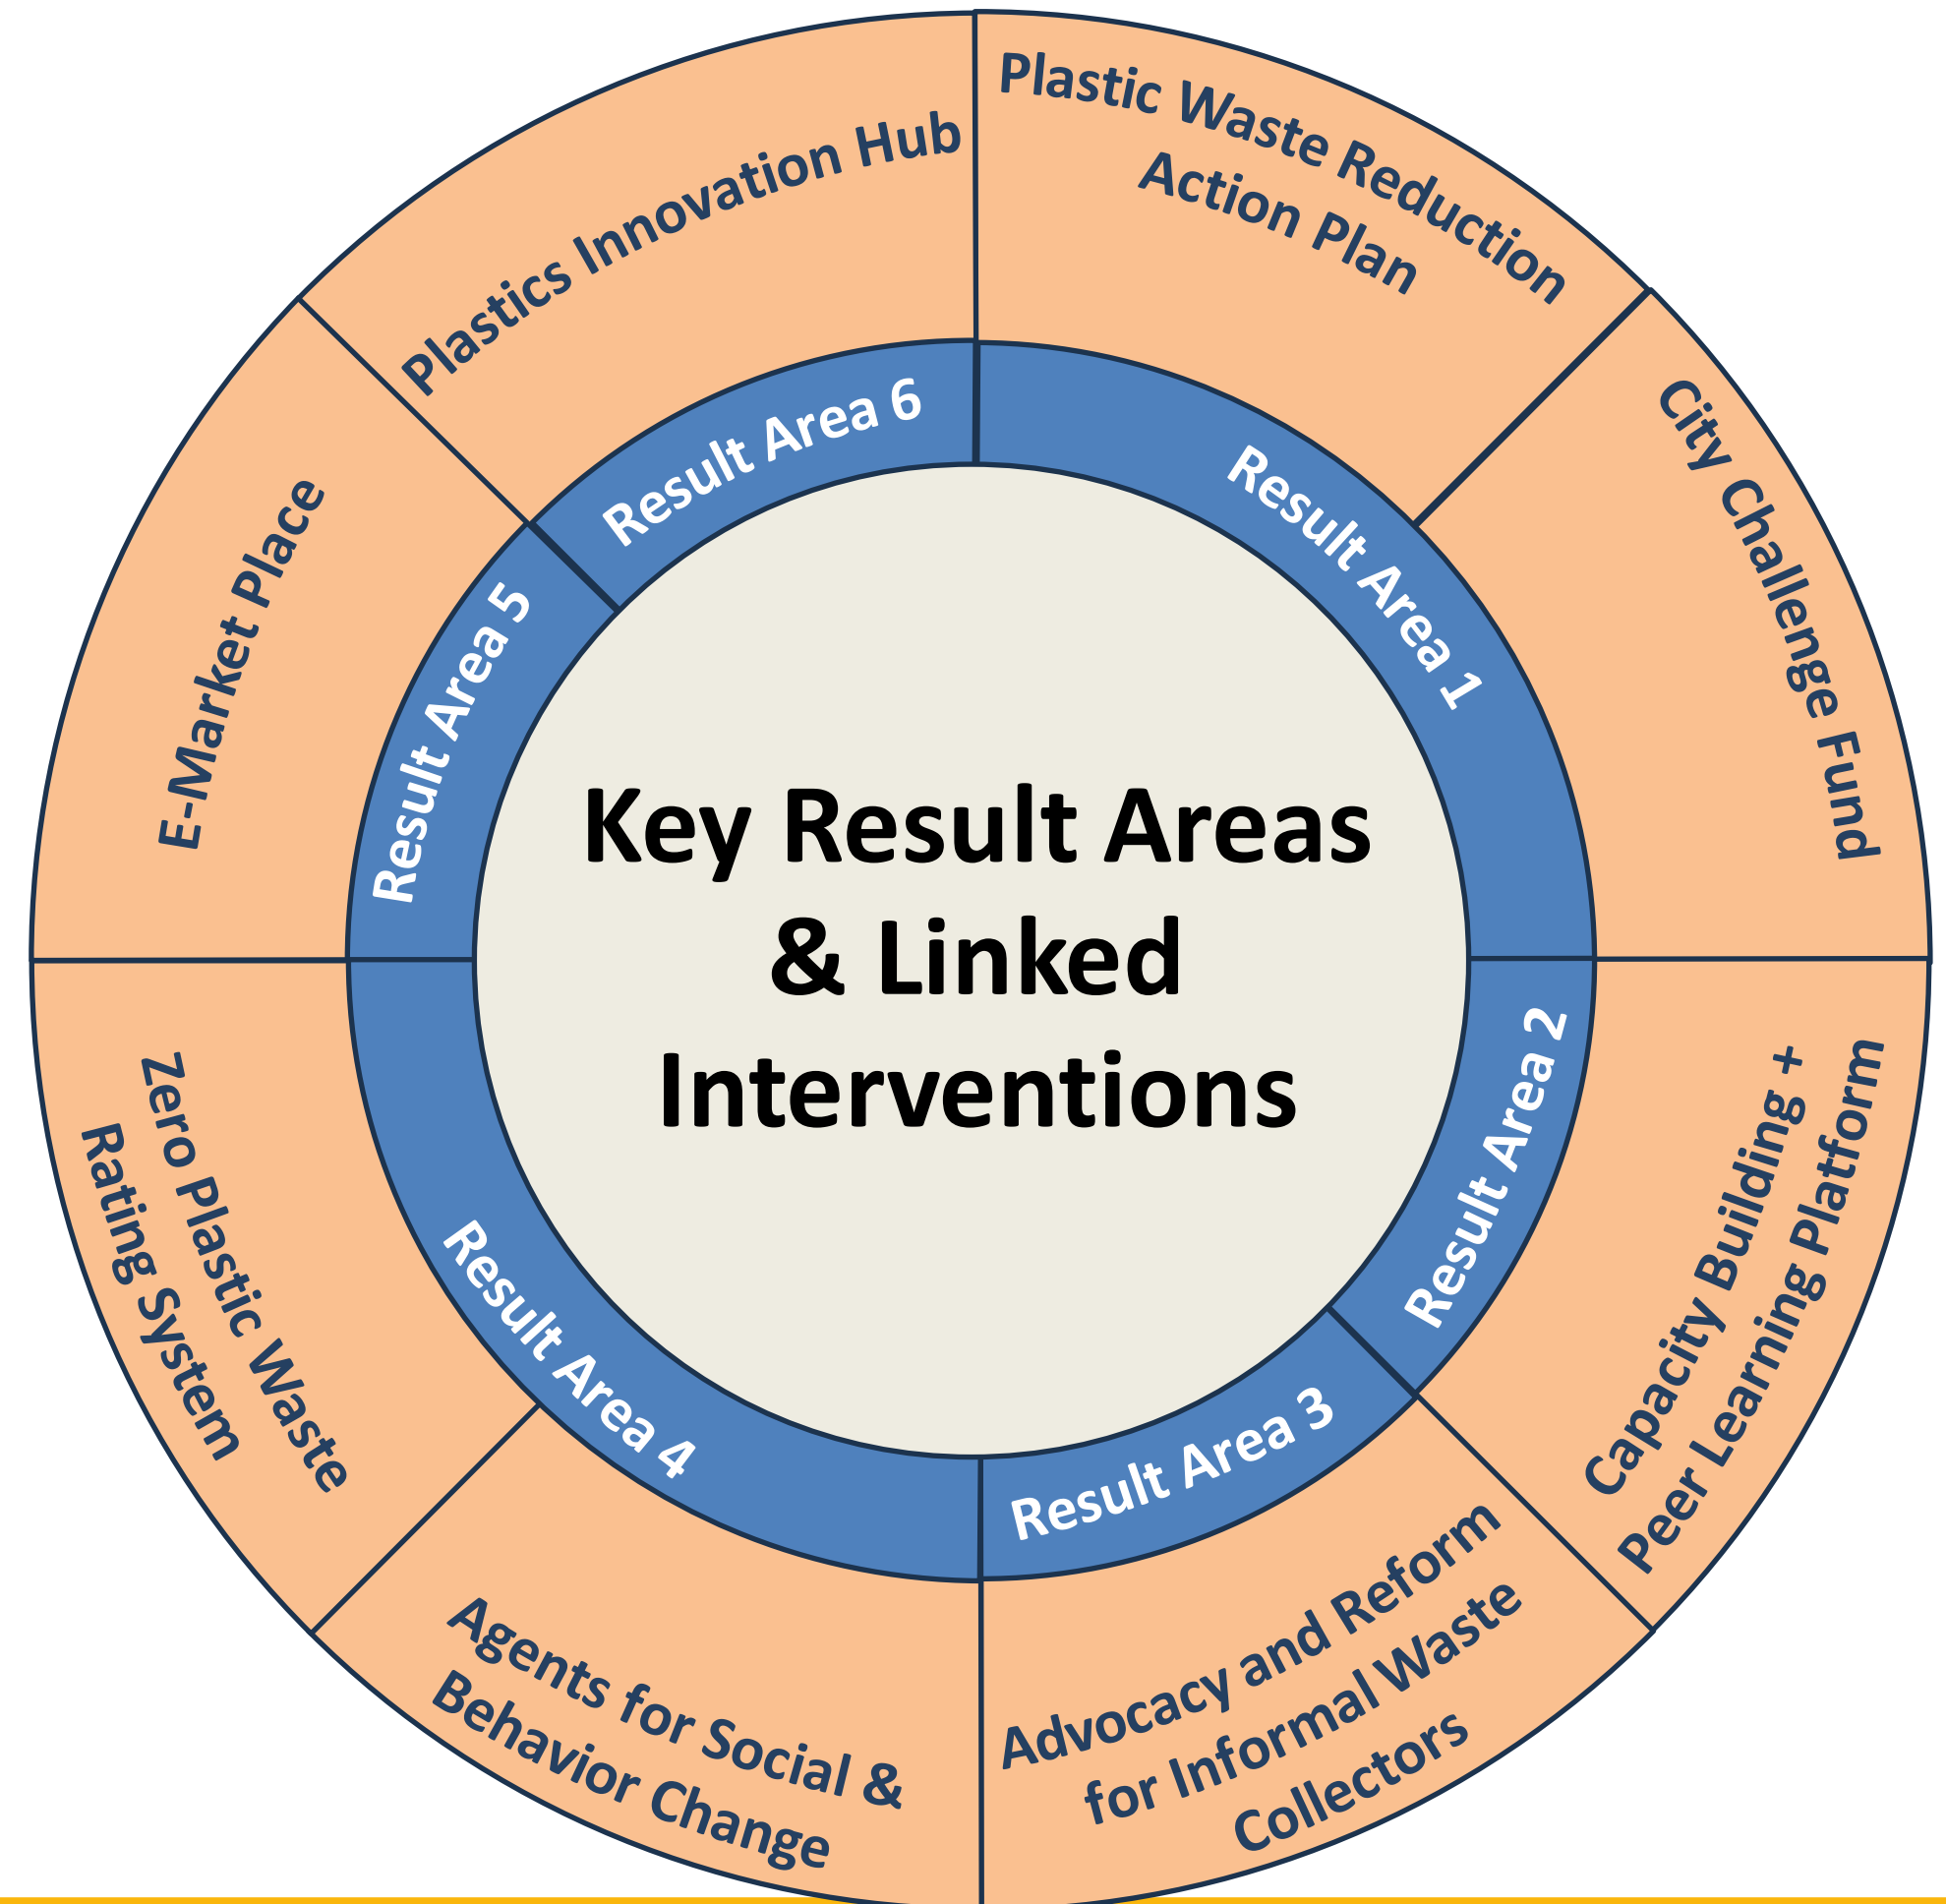 Key Result Areas
& Linked
Interventions
Result Area 1
Plastic Waste Reduction
Action Plan
City Challenge Fund
Result Area 2
Capacity Building +
Peer Learning Platform
Result Area 3
Advocacy and Reform
for Informal Waste
Collectors
Result Area 4
Agents for Social &
Behavior Change
Zero Plastic Waste
Rating System
Result Area 5
E-Market Place
Result Area 6
Plastics Innovation Hub